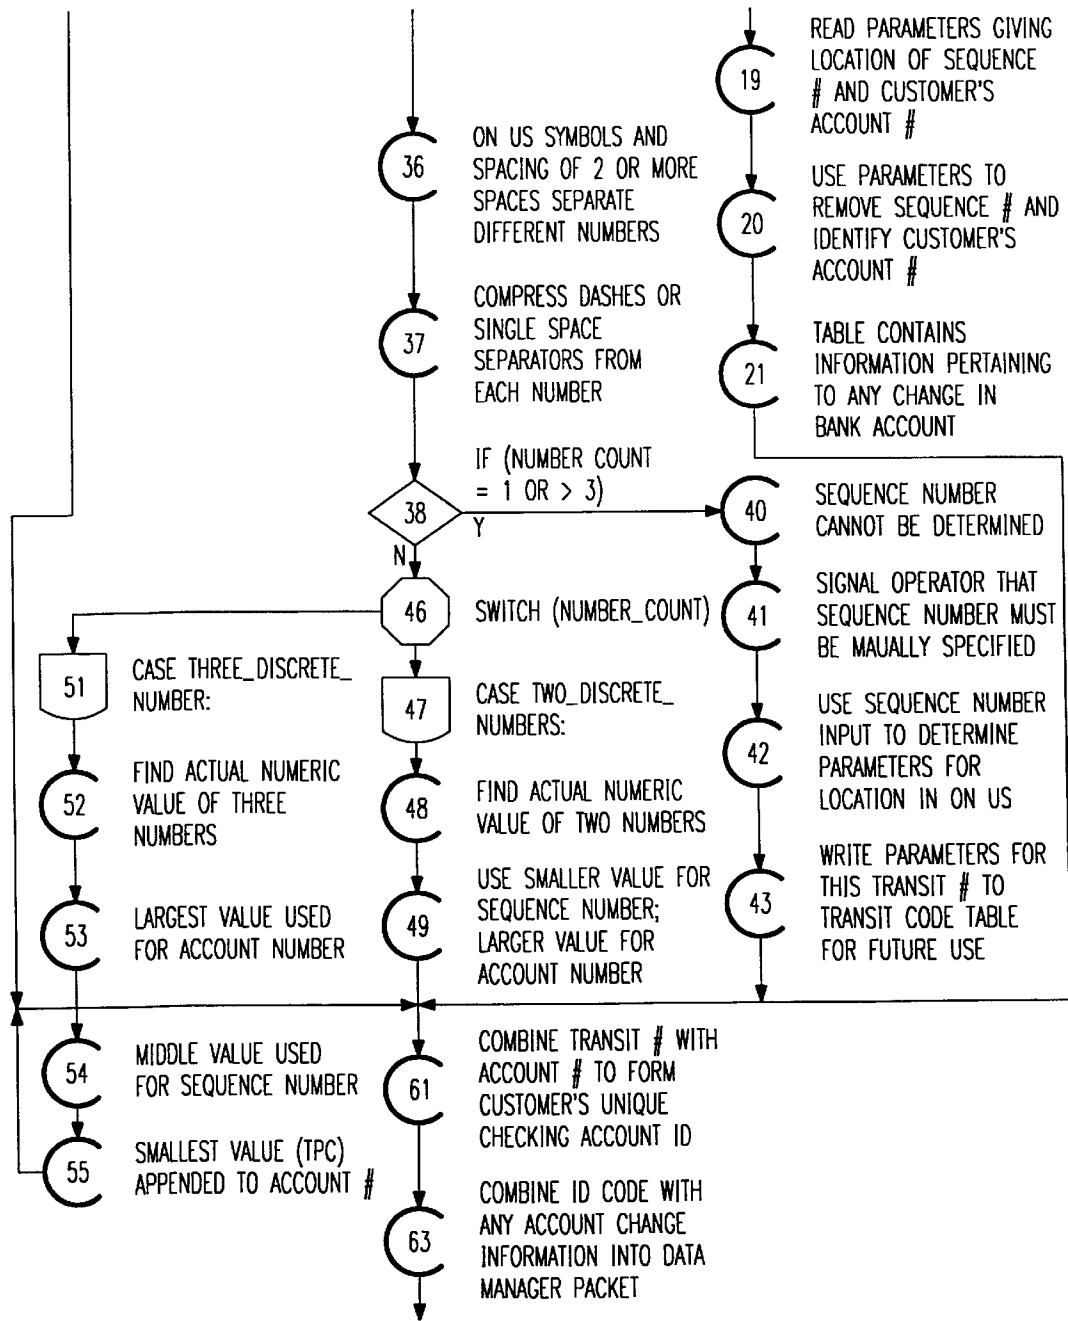 READ PARAMETERS GIVING
LOCATION OF SEQUENCE
# AND CUSTOMER'S
ACCOUNT #
19
ON US SYMBOLS AND
SPACING OF 2 OR MORE
SPACES SEPARATE
DIFFERENT NUMBERS
36
USE PARAMETERS TO
REMOVE SEQUENCE # AND
IDENTIFY CUSTOMER'S
ACCOUNT #
20
COMPRESS DASHES OR
SINGLE SPACE
SEPARATORS FROM
EACH NUMBER
37
TABLE CONTAINS
INFORMATION PERTAINING
TO ANY CHANGE IN
BANK ACCOUNT
21
IF (NUMBER COUNT
= 1 OR > 3)
38
Y
N
SEQUENCE NUMBER
CANNOT BE DETERMINED
40
46
SWITCH (NUMBER_COUNT)
SIGNAL OPERATOR THAT
SEQUENCE NUMBER MUST
BE MAUALLY SPECIFIED
41
CASE THREE_DISCRETE_
NUMBER:
51
CASE TWO_DISCRETE_
NUMBERS:
47
USE SEQUENCE NUMBER
INPUT TO DETERMINE
PARAMETERS FOR
LOCATION IN ON US
42
FIND ACTUAL NUMERIC
VALUE OF THREE
NUMBERS
52
FIND ACTUAL NUMERIC
VALUE OF TWO NUMBERS
48
WRITE PARAMETERS FOR
THIS TRANSIT # TO
TRANSIT CODE TABLE
FOR FUTURE USE
43
LARGEST VALUE USED
FOR ACCOUNT NUMBER
53
USE SMALLER VALUE FOR
SEQUENCE NUMBER;
LARGER VALUE FOR
ACCOUNT NUMBER
49
MIDDLE VALUE USED
FOR SEQUENCE NUMBER
54
COMBINE TRANSIT # WITH
ACCOUNT # TO FORM
CUSTOMER'S UNIQUE
CHECKING ACCOUNT ID
61
SMALLEST VALUE (TPC)
APPENDED TO ACCOUNT #
55
COMBINE ID CODE WITH
ANY ACCOUNT CHANGE
INFORMATION INTO DATA
MANAGER PACKET
63